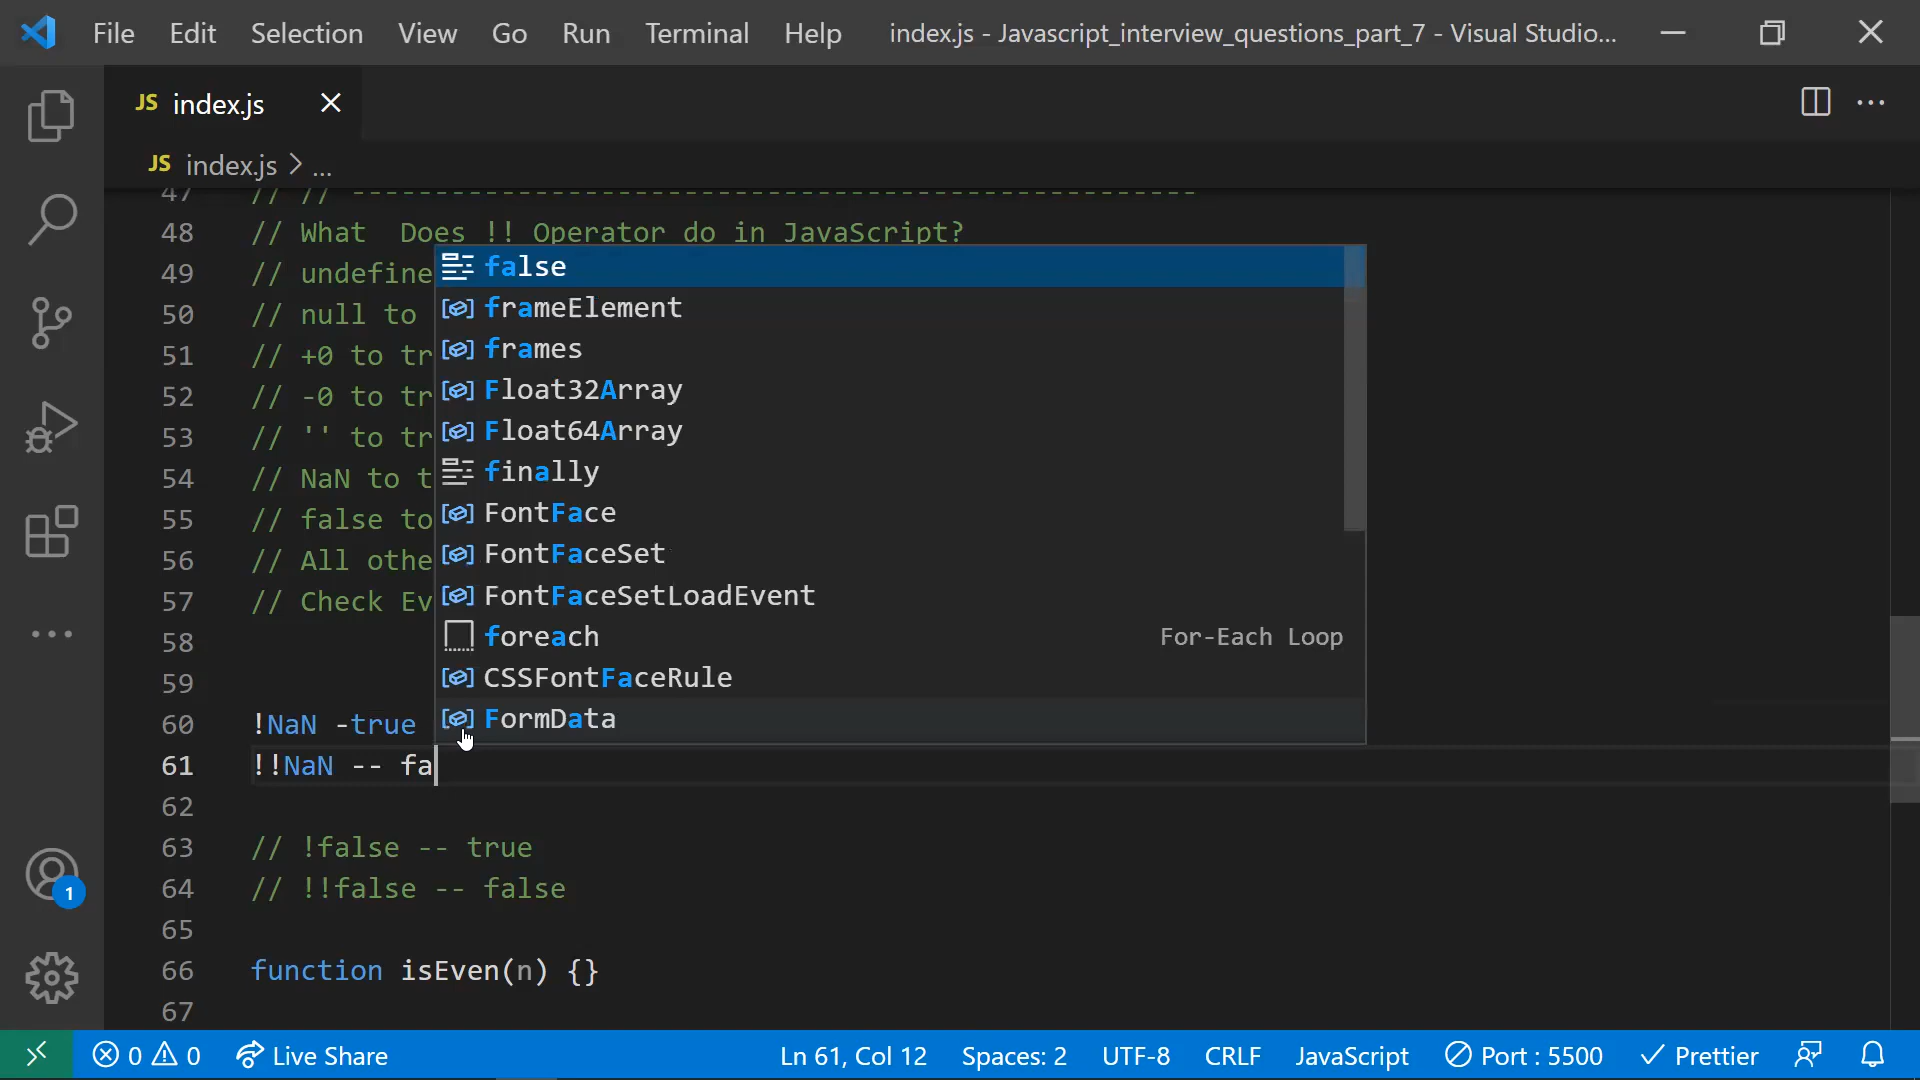 File Edit Selection View Go Run Terminal Help index.js - Javascript_interview_questions_part_7 - Visual Studio...
JS index.js
JS index.js > ...
47 // // --------------------------------------------------
48 // What  Does !! Operator do in JavaScript?
49 // undefine
50 // null to
51 // +0 to tr
52 // -0 to tr
53 // '' to tr
54 // NaN to t
55 // false to
56 // All othe
57 // Check Ev
58
59
60 !NaN -true
61 !!NaN -- fa
62
63 // !false -- true
64 // !!false -- false
65
66 function isEven(n) {}
67
false
frameElement
frames
Float32Array
Float64Array
finally
FontFace
FontFaceSet
FontFaceSetLoadEvent
foreach For-Each Loop
CSSFontFaceRule
FormData
1
0 0 Live Share Ln 61, Col 12 Spaces: 2 UTF-8 CRLF JavaScript Port : 5500 Prettier